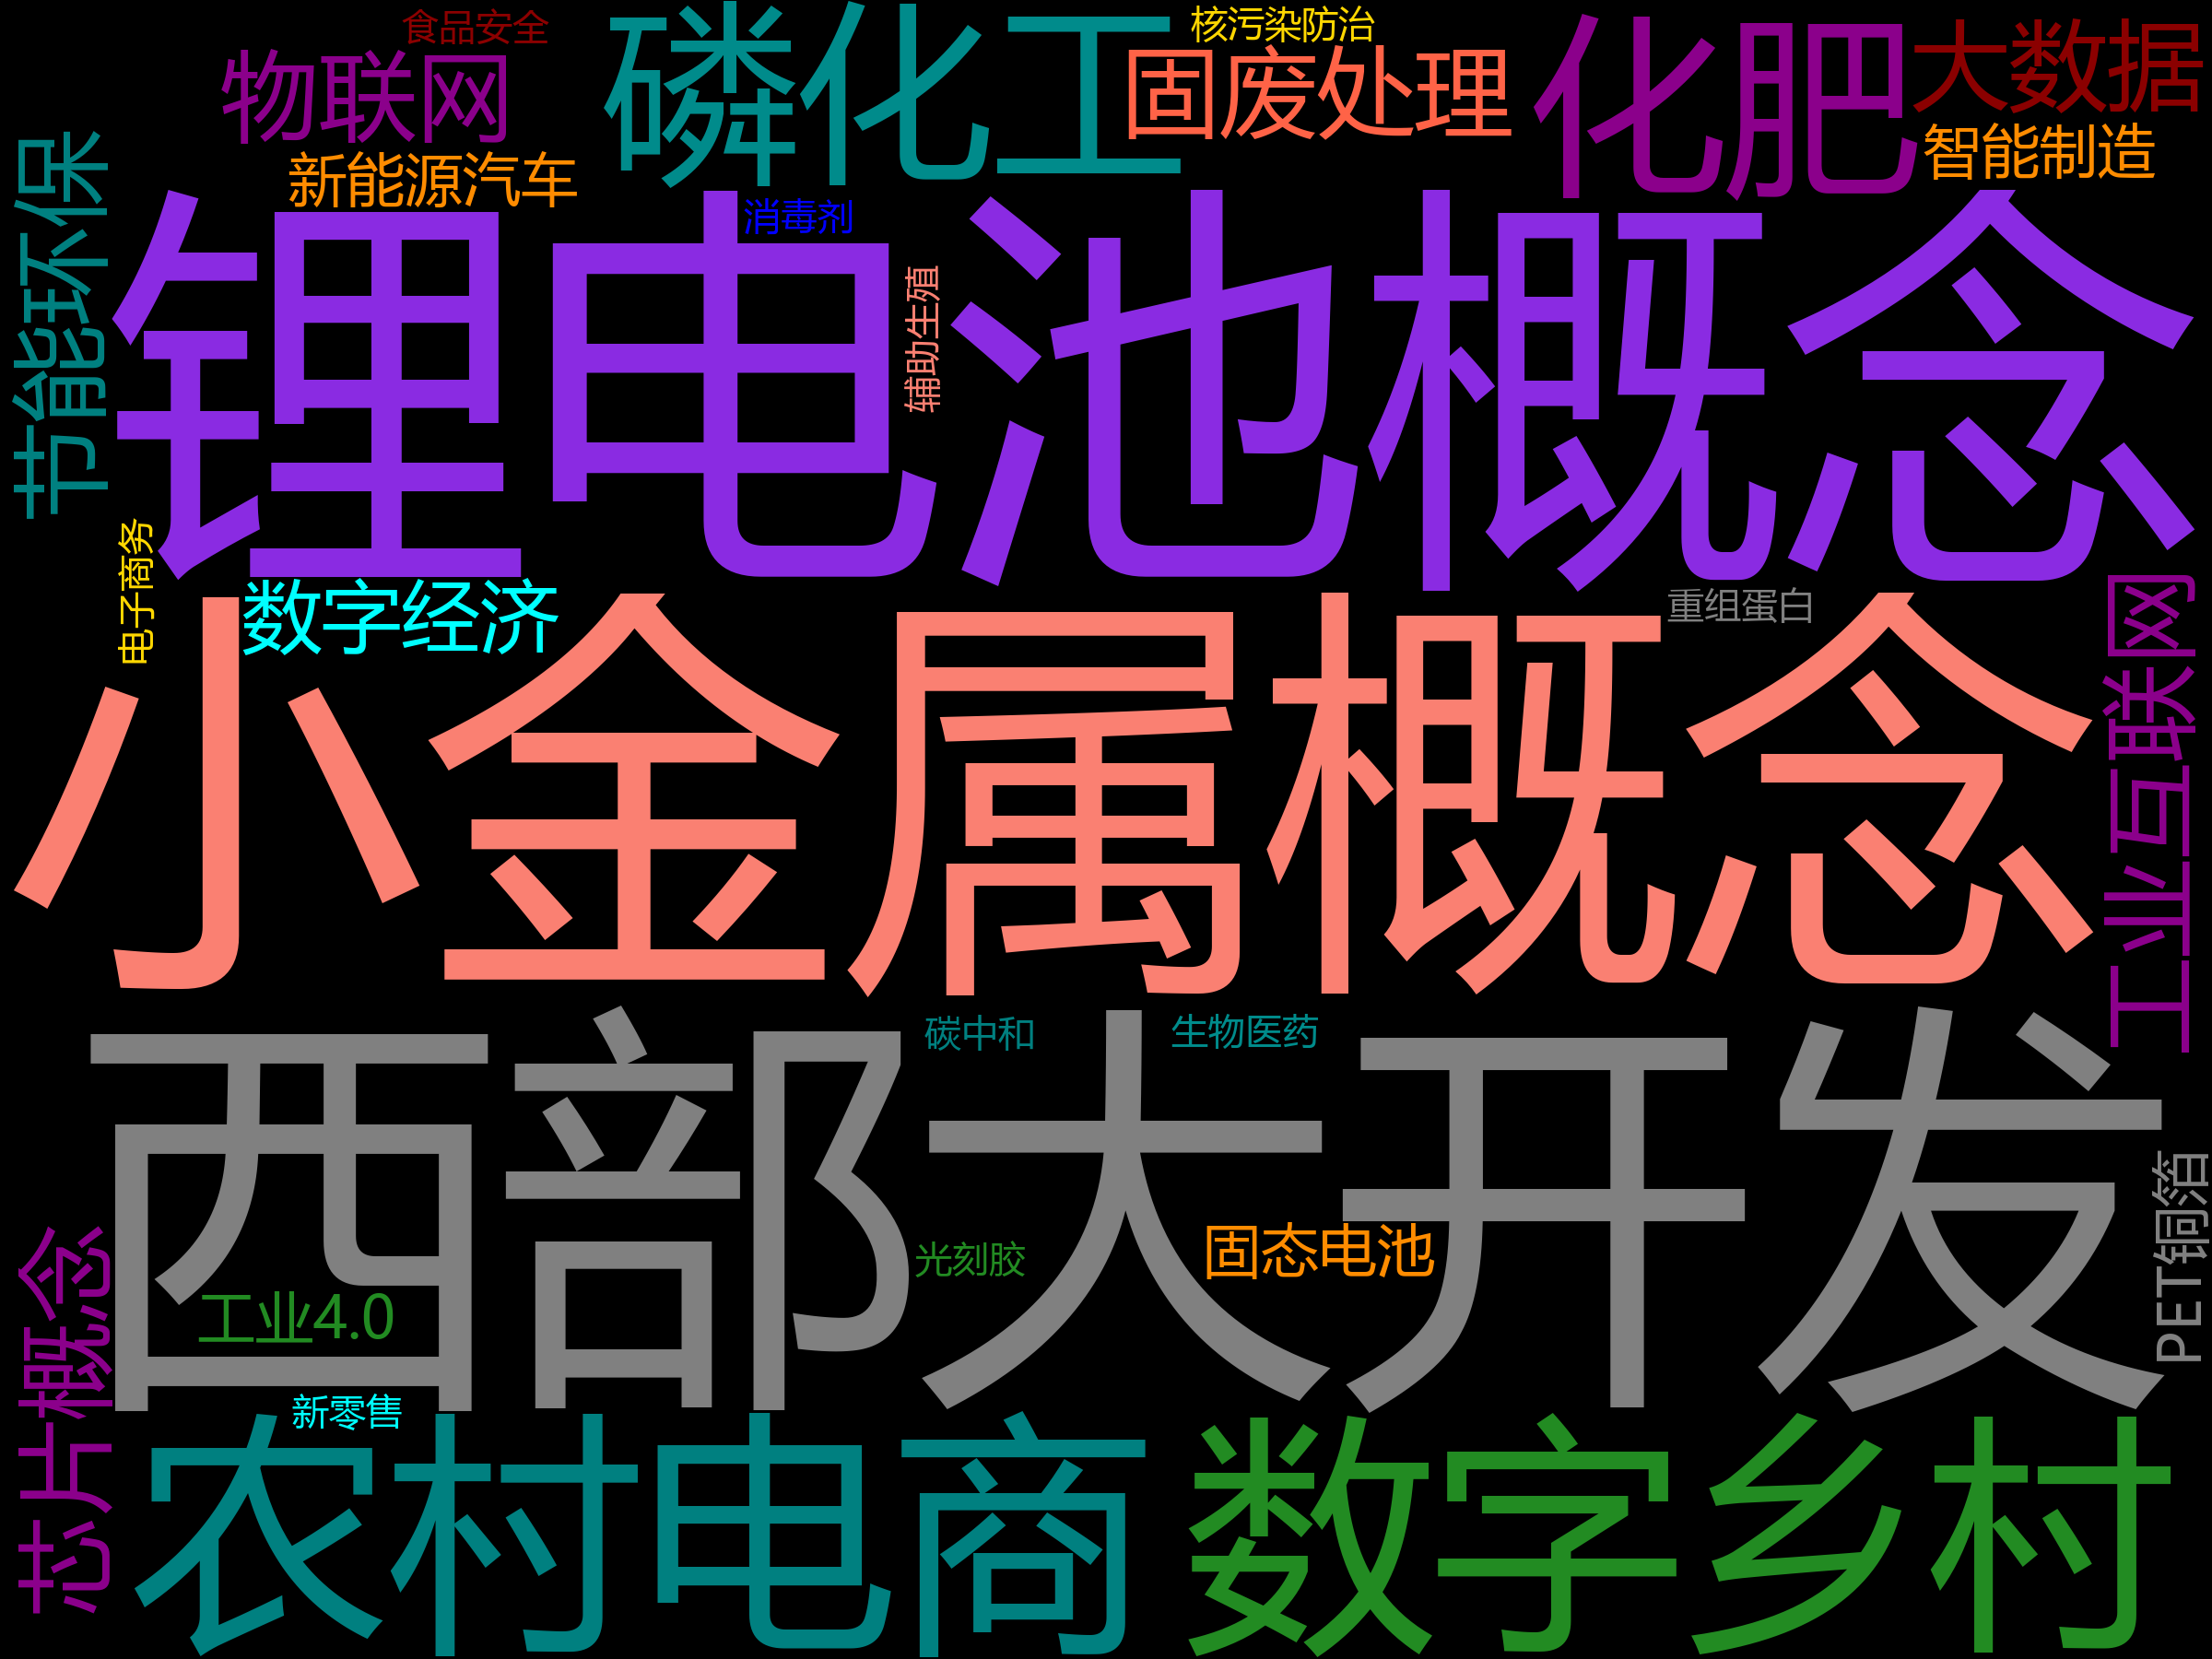 食品安全
磷化工
核污染防治
物联网
固废处理
化肥
大数据
新能源汽车
智能制造
节能环保
锂电池概念
消毒剂
辅助生殖
电子商务
数字经济
重组蛋白
小金属概念
工业互联网
碳中和
生物医药
西部大开发
PET铜箔
光刻胶
固态电池
芯片概念
工业4.0
新零售
农村电商
数字乡村